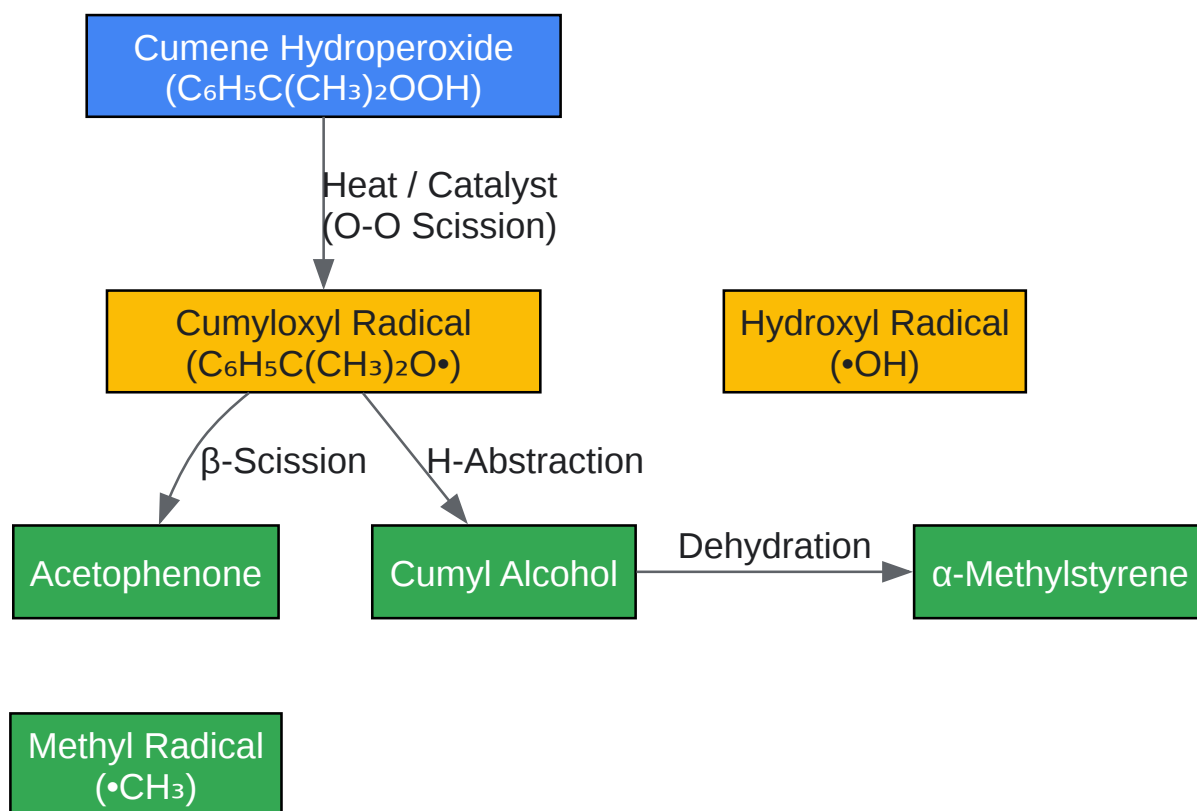 Cumene Hydroperoxide
(C₆H₅C(CH₃)₂OOH)
Heat / Catalyst
(O-O Scission)
Cumyloxyl Radical
(C₆H₅C(CH₃)₂O•)
Hydroxyl Radical
(•OH)
β-Scission
H-Abstraction
Acetophenone
Cumyl Alcohol
Dehydration
α-Methylstyrene
Methyl Radical
(•CH₃)